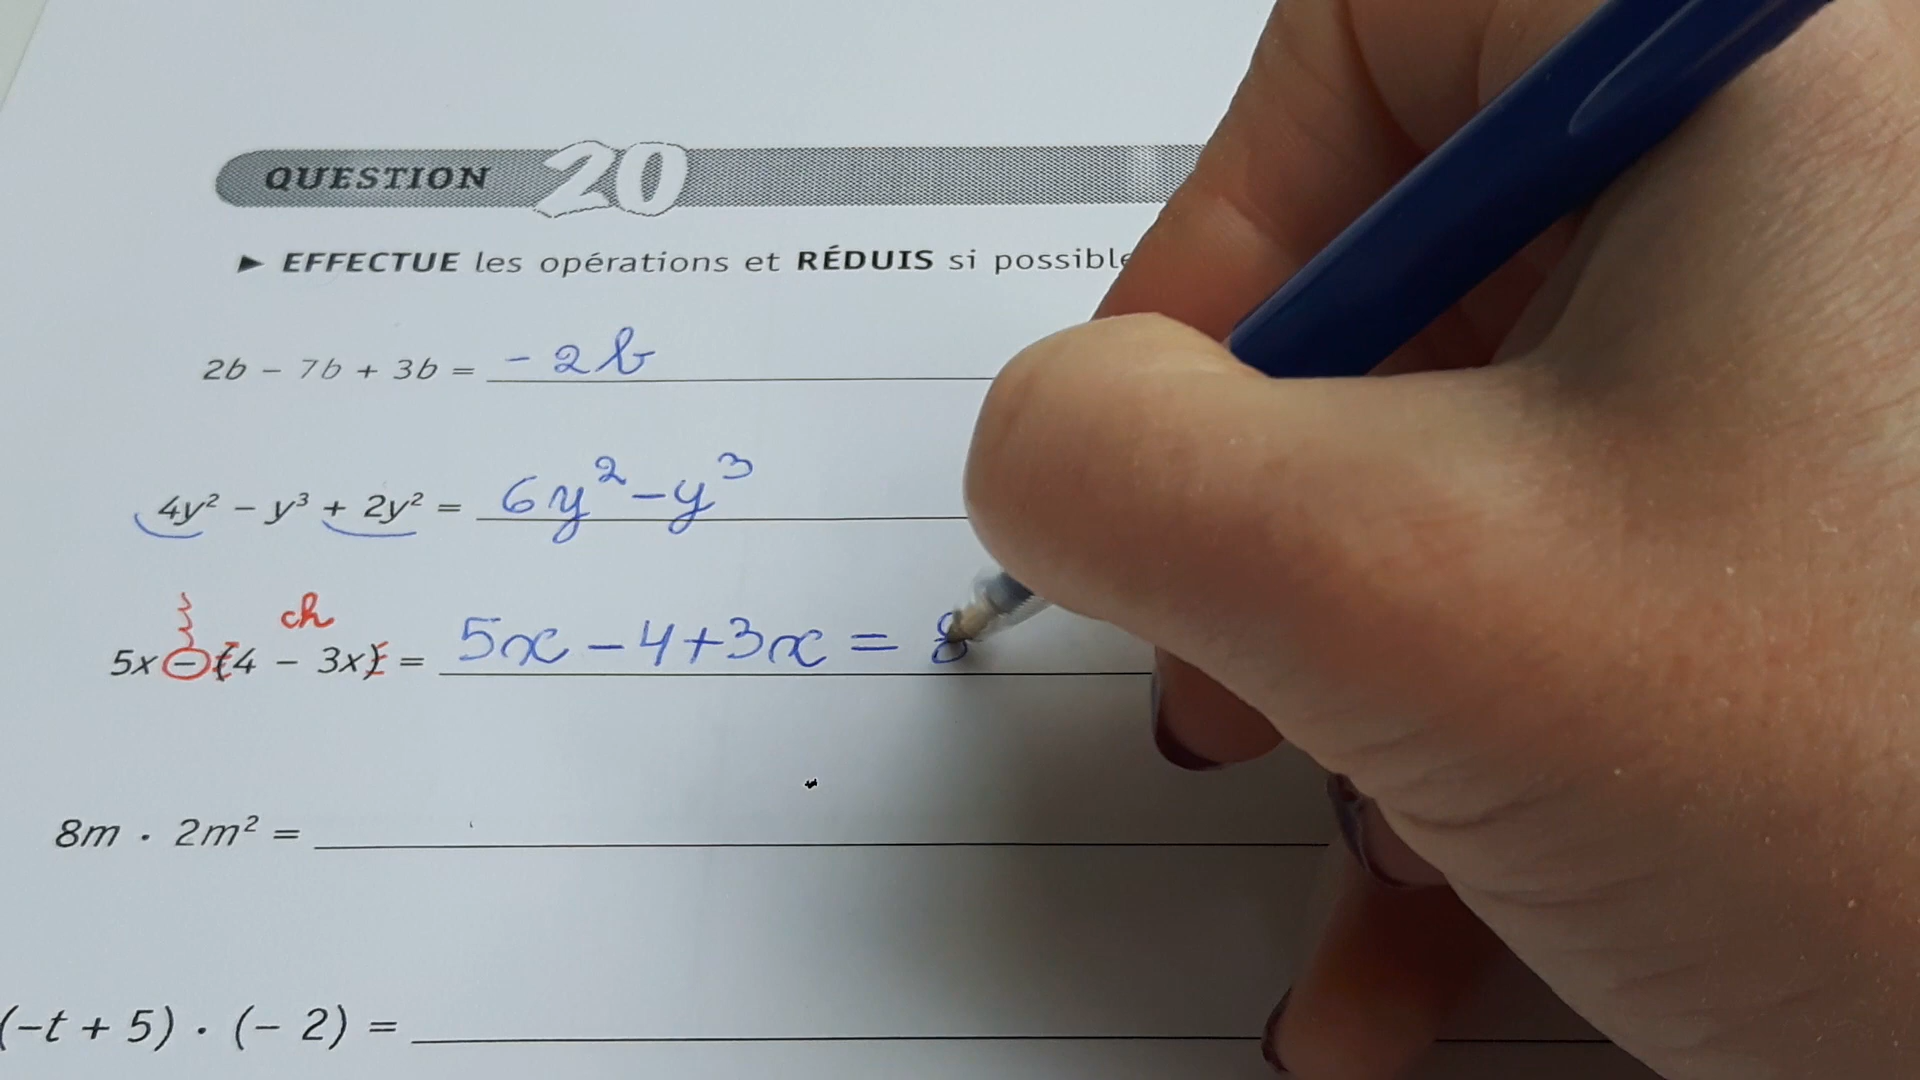 QUESTION 20
► EFFECTUE les opérations et RÉDUIS si possible
2b – 7b + 3b = - 2b
4y² – y³ + 2y² = 6y² - y³
ch
5x – (4 – 3x) = 5x - 4 + 3x = 8
8m · 2m² =
(-t + 5) · (- 2) =